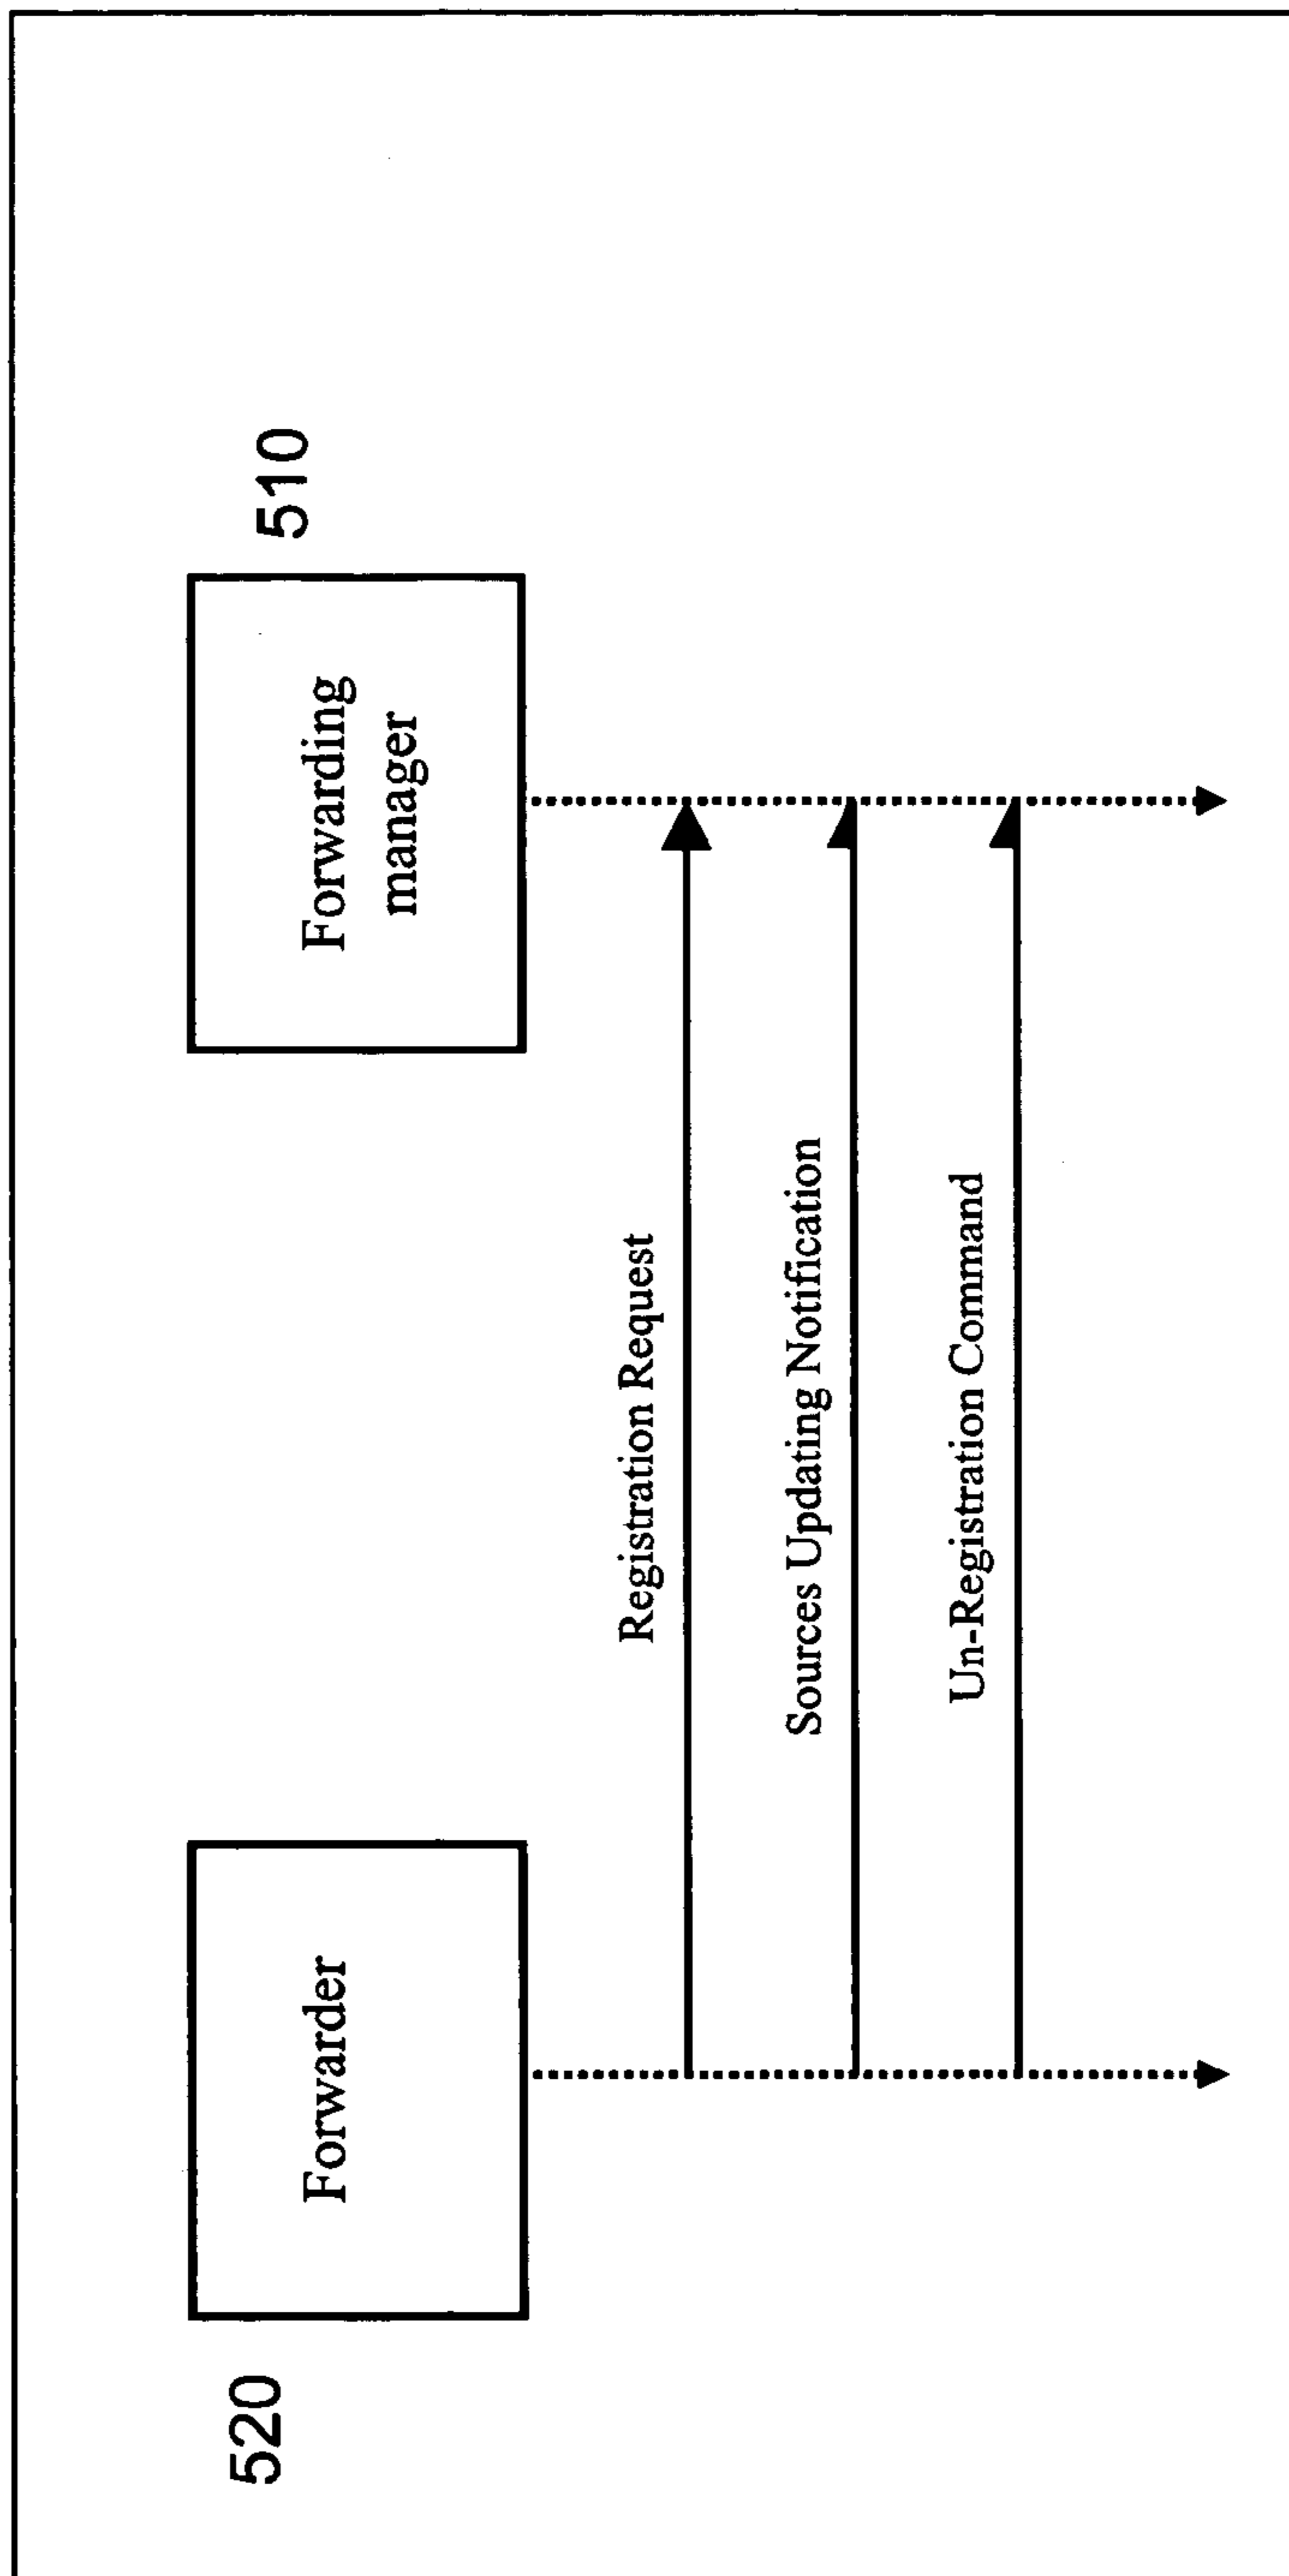 520
Forwarder
Forwarding
manager
510
Registration Request
Sources Updating Notification
Un-Registration Command